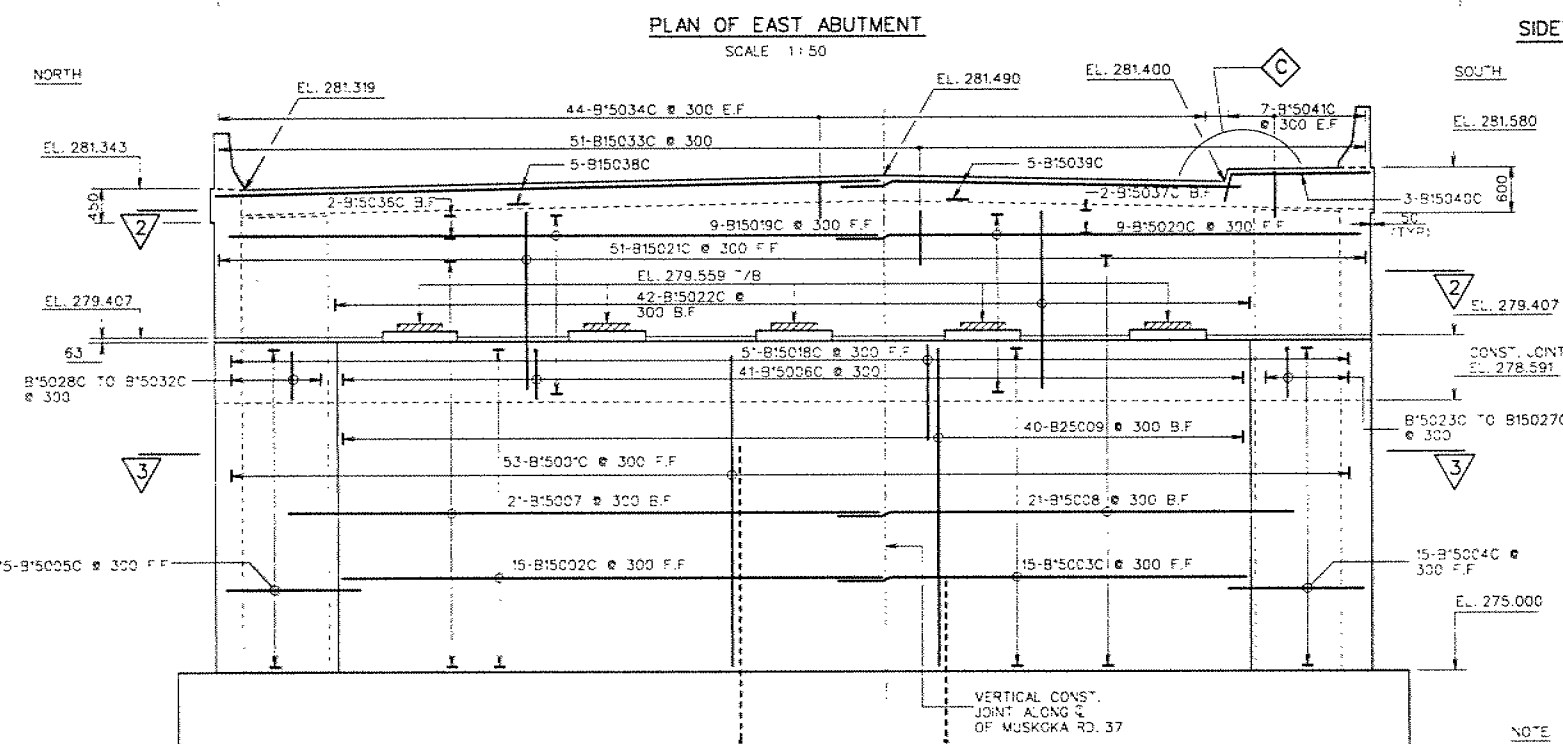 PLAN OF EAST ABUTMENT
SCALE 1:50
SIDE
NORTH
SOUTH
EL. 281.319
EL. 281.490
EL. 281.400
C
44-B15034C @ 300 E.F
7-B15041C
@ 300 E.F
EL. 281.580
EL. 281.343
51-B15033C @ 300
5-B15038C
5-B15039C
450
2-B15036C B.F
2-B15037C B.F
3-B15040C
600
2
9-B15019C @ 300 F.F
9-B15020C @ 300 F.F
50
(TYP)
51-B15021C @ 300 F.F
EL. 279.559 T/B
2
EL. 279.407
42-B15022C @
300 B.F
EL. 279.407
63
51-B15018C @ 300 F.F
CONST. JOINT
EL. 278.591
B15028C TO B15032C
@ 300
41-B15006C @ 300
40-B25009 @ 300 B.F
B15023C TO B15027C
@ 300
3
53-B15001C @ 300 F.F
3
21-B15007 @ 300 B.F
21-B15008 @ 300 B.F
15-B15005C @ 300 F.F
15-B15002C @ 300 F.F
15-B15003C @ 300 F.F
15-B15004C @
300 F.F
EL. 275.000
VERTICAL CONST.
JOINT ALONG ℄
OF MUSKOKA RD. 37
NOTE